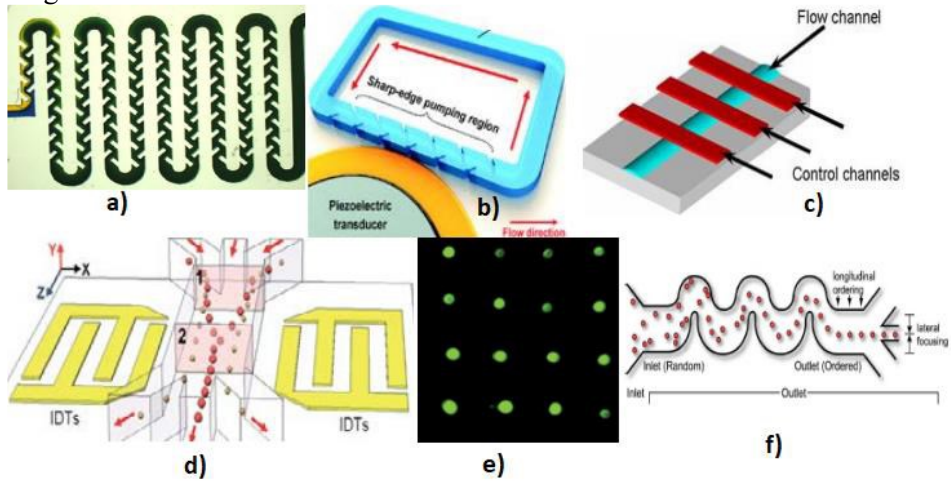 a)
Sharp-edge pumping region
Piezoelectric
transducer
b)
Flow direction
Flow channel
Control channels
c)
Y
X
Z
1
2
IDTs
IDTs
d)
e)
longitudinal
ordering
lateral
focusing
Inlet (Random)
Outlet (Ordered)
Inlet
Outlet
f)